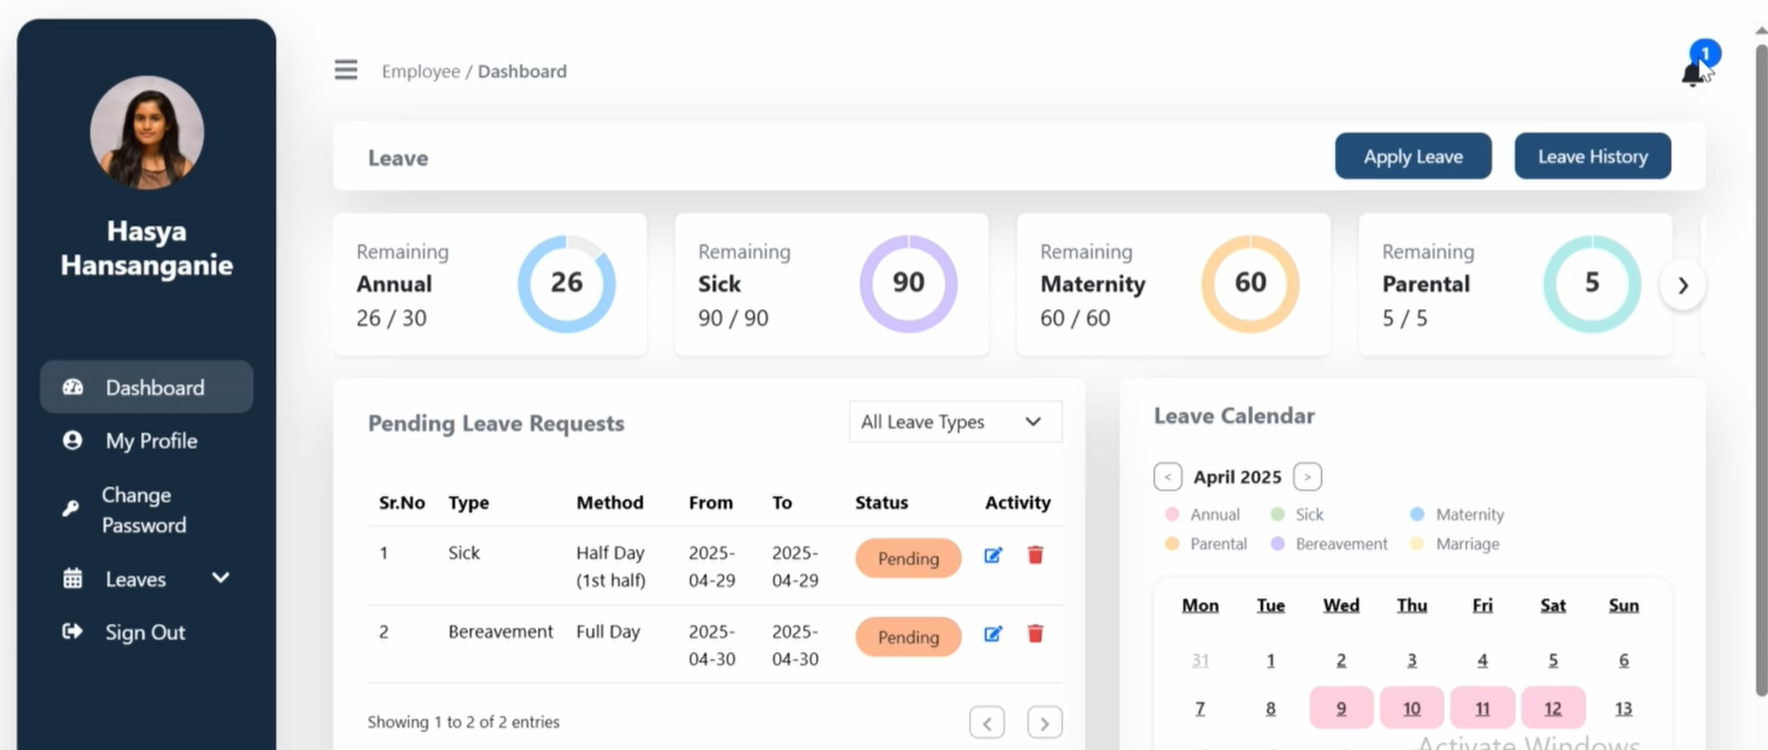 Hasya
Hansanganie
Dashboard
My Profile
Change
Password
Leaves
Sign Out
Employee / Dashboard
1
Leave
Apply Leave
Leave History
Remaining
Annual
26 / 30
26
Remaining
Sick
90 / 90
90
Remaining
Maternity
60 / 60
60
Remaining
Parental
5 / 5
5
Pending Leave Requests
All Leave Types
Sr.No Type Method From To Status Activity
1 Sick Half Day 2025- 2025- Pending
(1st half) 04-29 04-29
2 Bereavement Full Day 2025- 2025- Pending
04-30 04-30
Showing 1 to 2 of 2 entries
Leave Calendar
< April 2025 >
Annual Sick Maternity
Parental Bereavement Marriage
Mon Tue Wed Thu Fri Sat Sun
31 1 2 3 4 5 6
7 8 9 10 11 12 13
Activate Windows